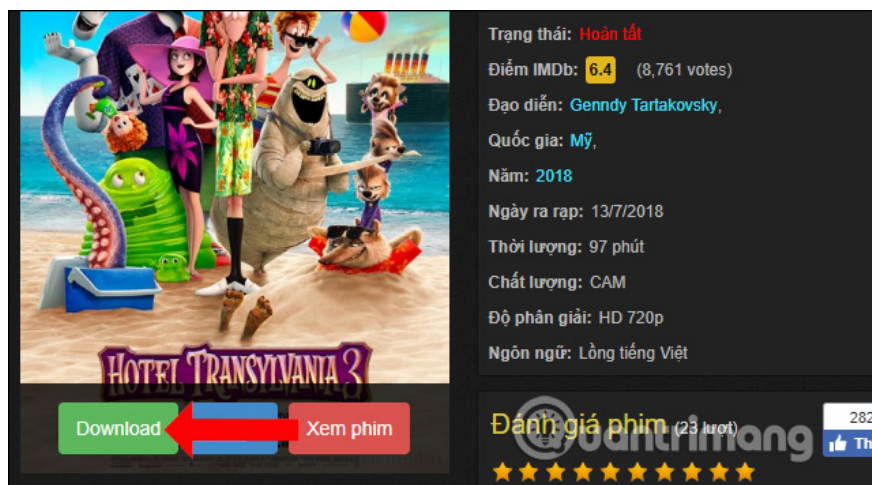 Trạng thái: Hoàn tất
Điểm IMDb: 6.4 (8,761 votes)
Đạo diễn: Genndy Tartakovsky,
Quốc gia: Mỹ,
Năm: 2018
Ngày ra rạp: 13/7/2018
Thời lượng: 97 phút
Chất lượng: CAM
Độ phân giải: HD 720p
Ngôn ngữ: Lồng tiếng Việt
HOTEL TRANSYLVANIA 3
Download
Xem phim
Đánh giá phim (23 lượt)
282
Th
Quantrimang